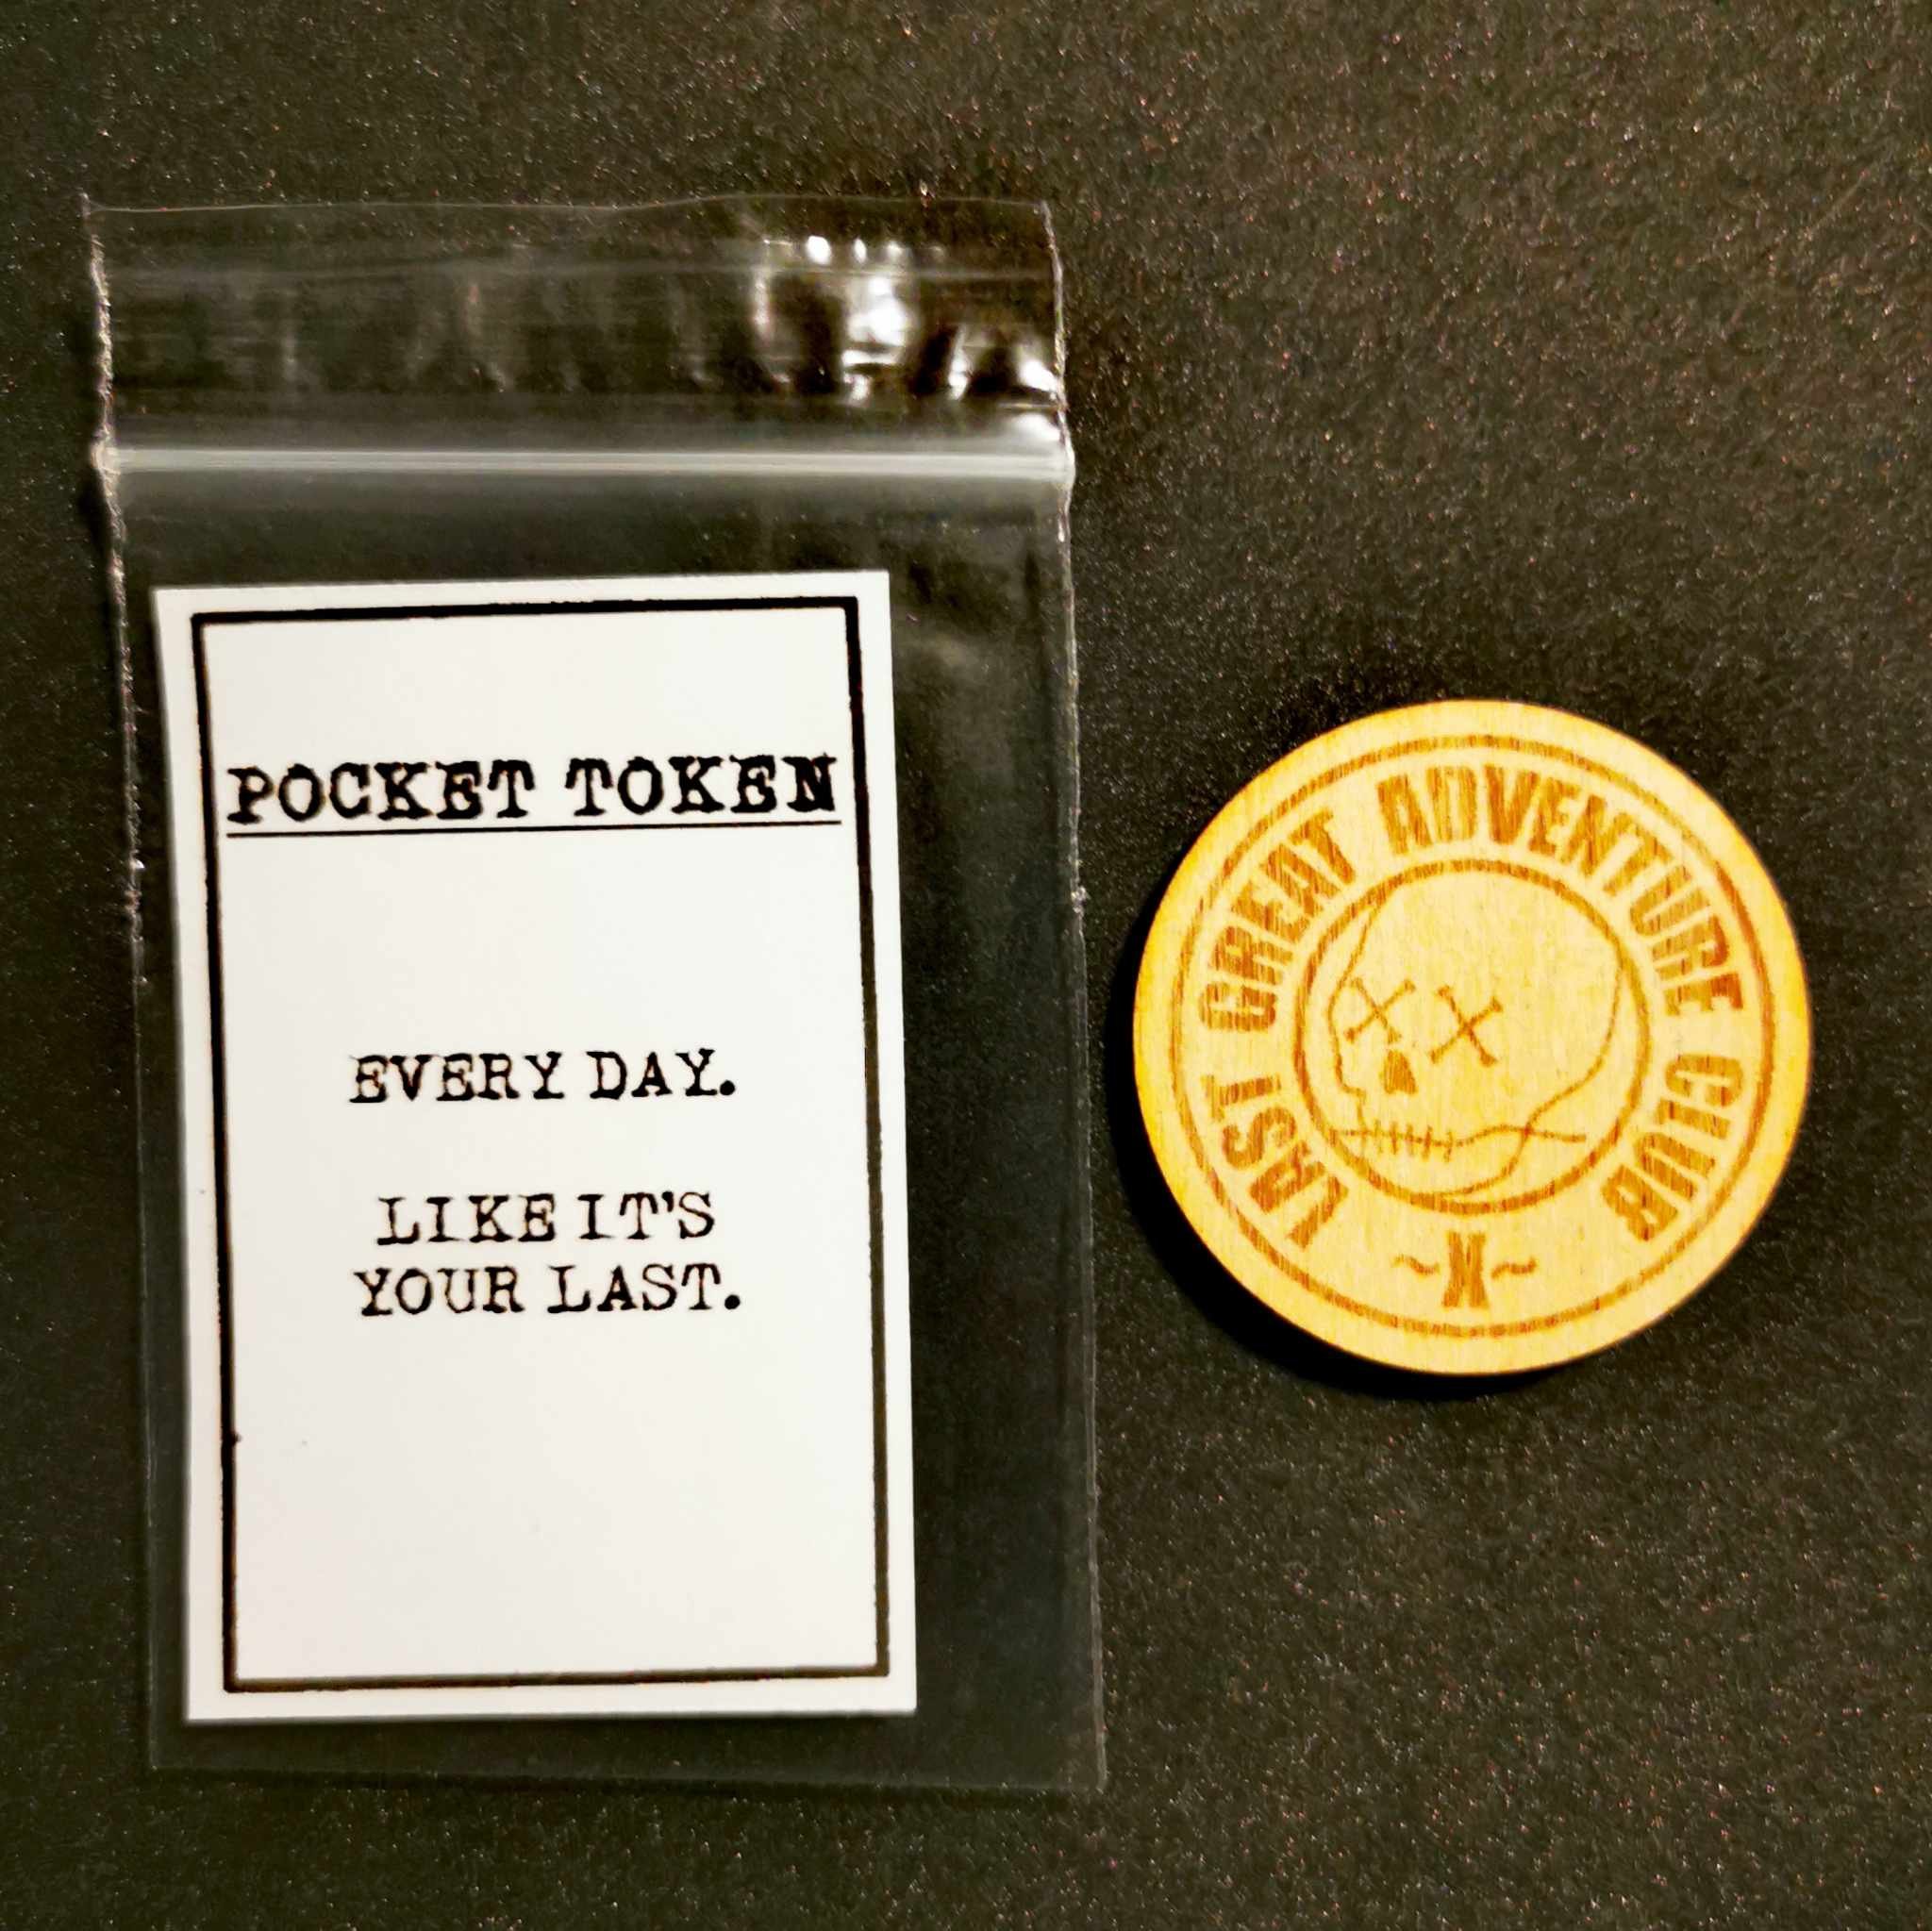 POCKET TOKEN
EVERY DAY.
LIKE IT'S
YOUR LAST.
LAST GREAT ADVENTURE CLUB
~X~